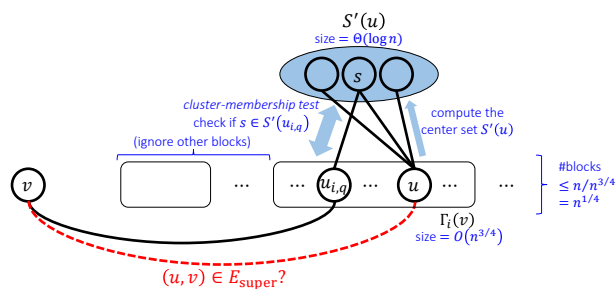 S′(u)
size = Θ(log n)
s
cluster-membership test
check if s ∈ S′(u_{i,q})
compute the
center set S′(u)
(ignore other blocks)
v
···
···
u_{i,q}
···
u
···
···
#blocks
≤ n/n^{3/4}
= n^{1/4}
Γ_i(v)
size = O(n^{3/4})
(u, v) ∈ E_super?